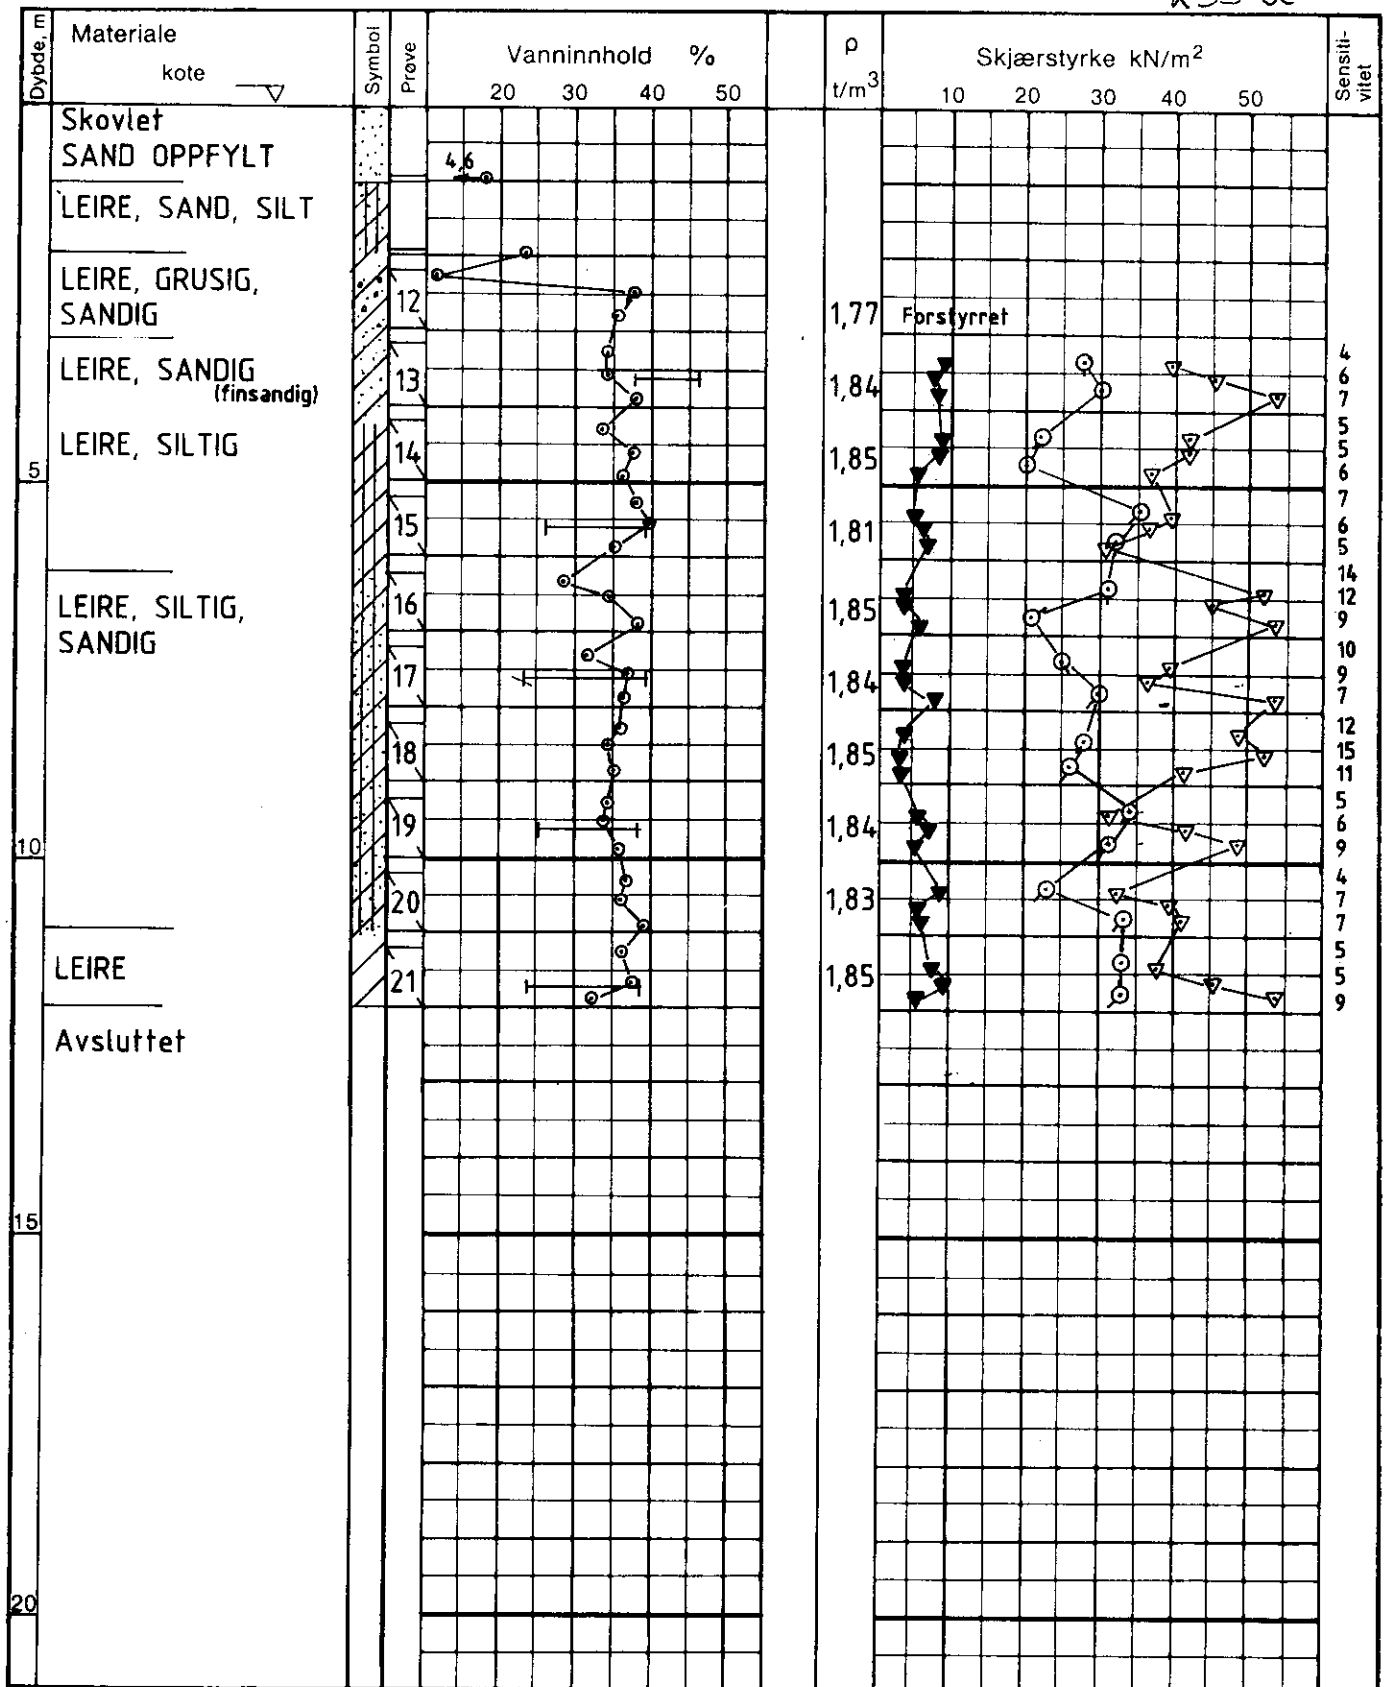 Dybde, m
Materiale
kote
Symbol
Prøve
Vanninnhold %
20 30 40 50
ρ
t/m³
Skjærstyrke kN/m²
10 20 30 40 50
Sensiti-
vitet
Skovlet
SAND OPPFYLT
4,6
LEIRE, SAND, SILT
LEIRE, GRUSIG,
SANDIG
12
1,77
Forstyrret
LEIRE, SANDIG
(finsandig)
13
1,84
4
6
7
LEIRE, SILTIG
14
1,85
5
5
6
5
15
1,81
7
6
5
LEIRE, SILTIG,
SANDIG
16
1,85
14
12
9
17
1,84
10
9
7
18
1,85
12
15
11
19
1,84
5
6
9
10
20
1,83
4
7
7
LEIRE
21
1,85
5
5
9
Avsluttet
15
20